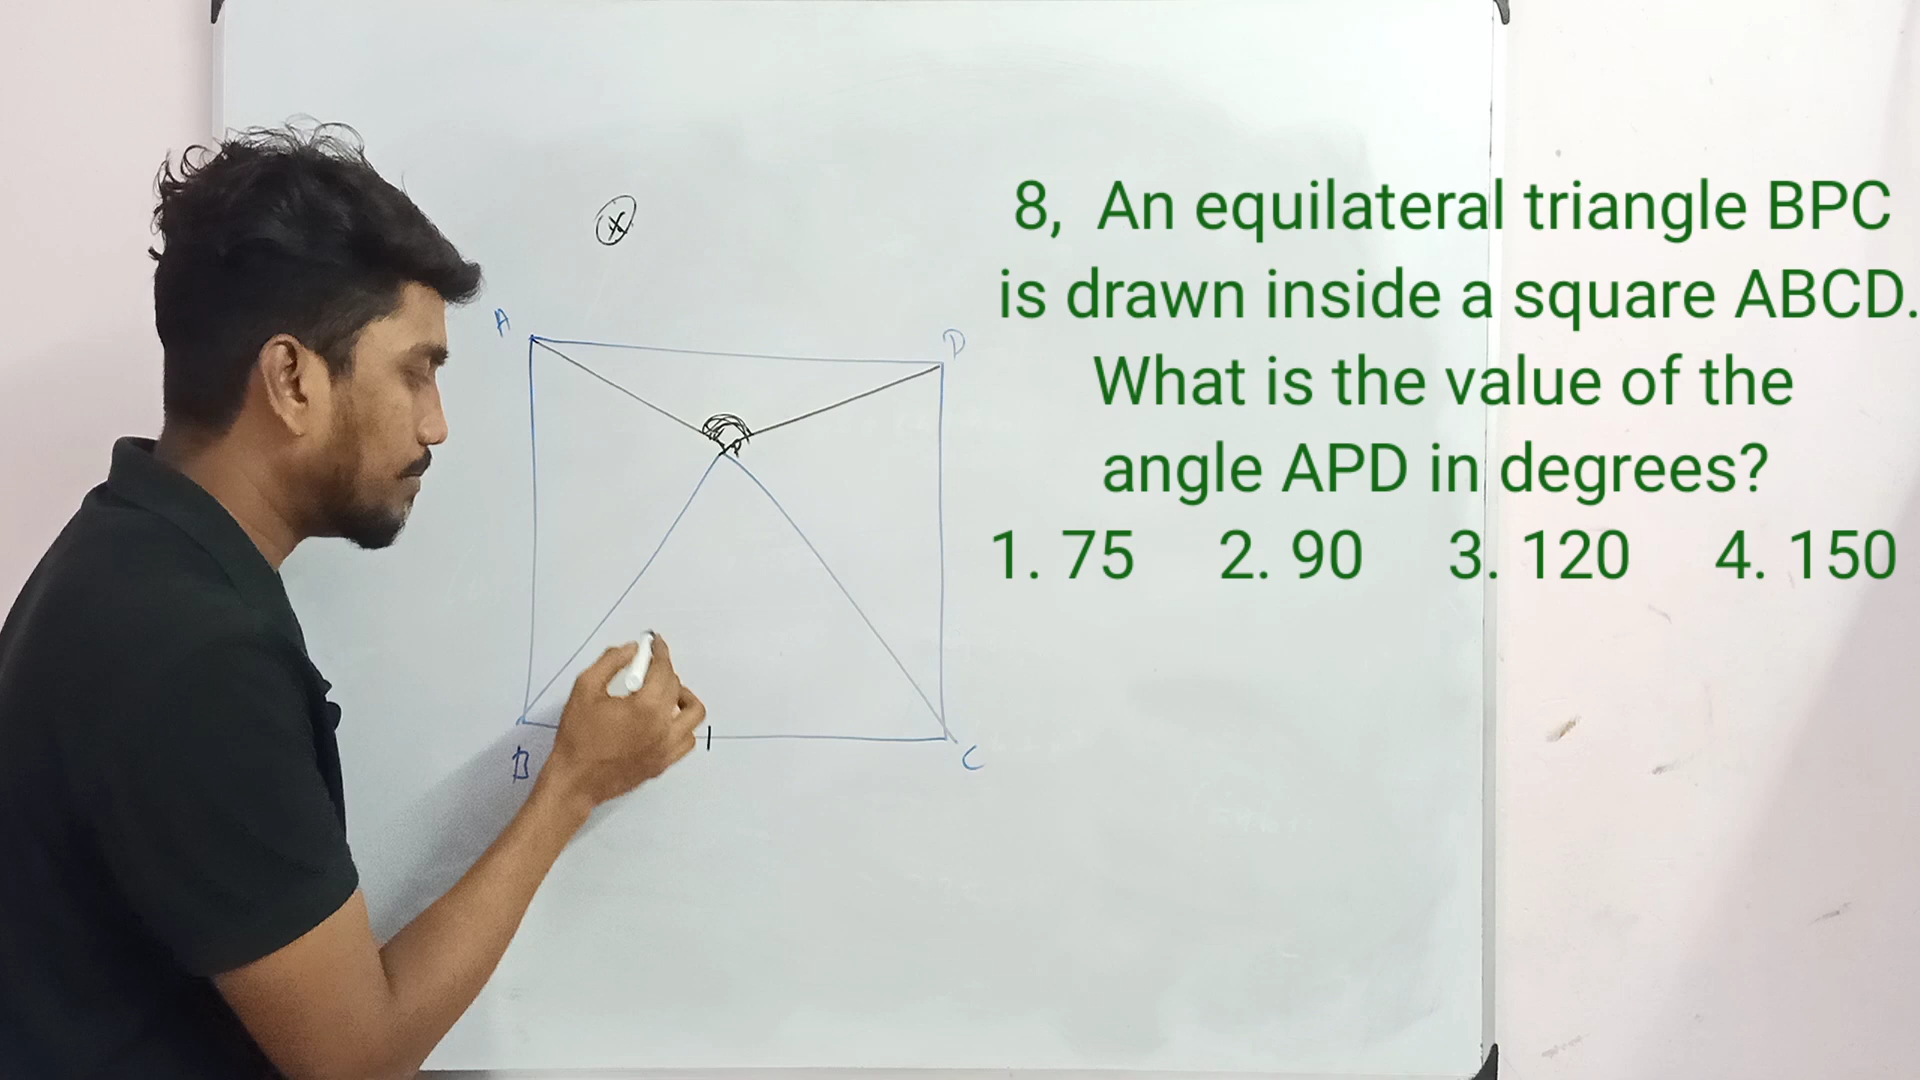 8, An equilateral triangle BPC
is drawn inside a square ABCD.
What is the value of the
angle APD in degrees?
1. 75 2. 90 3. 120 4. 150
A
D
P
B
C